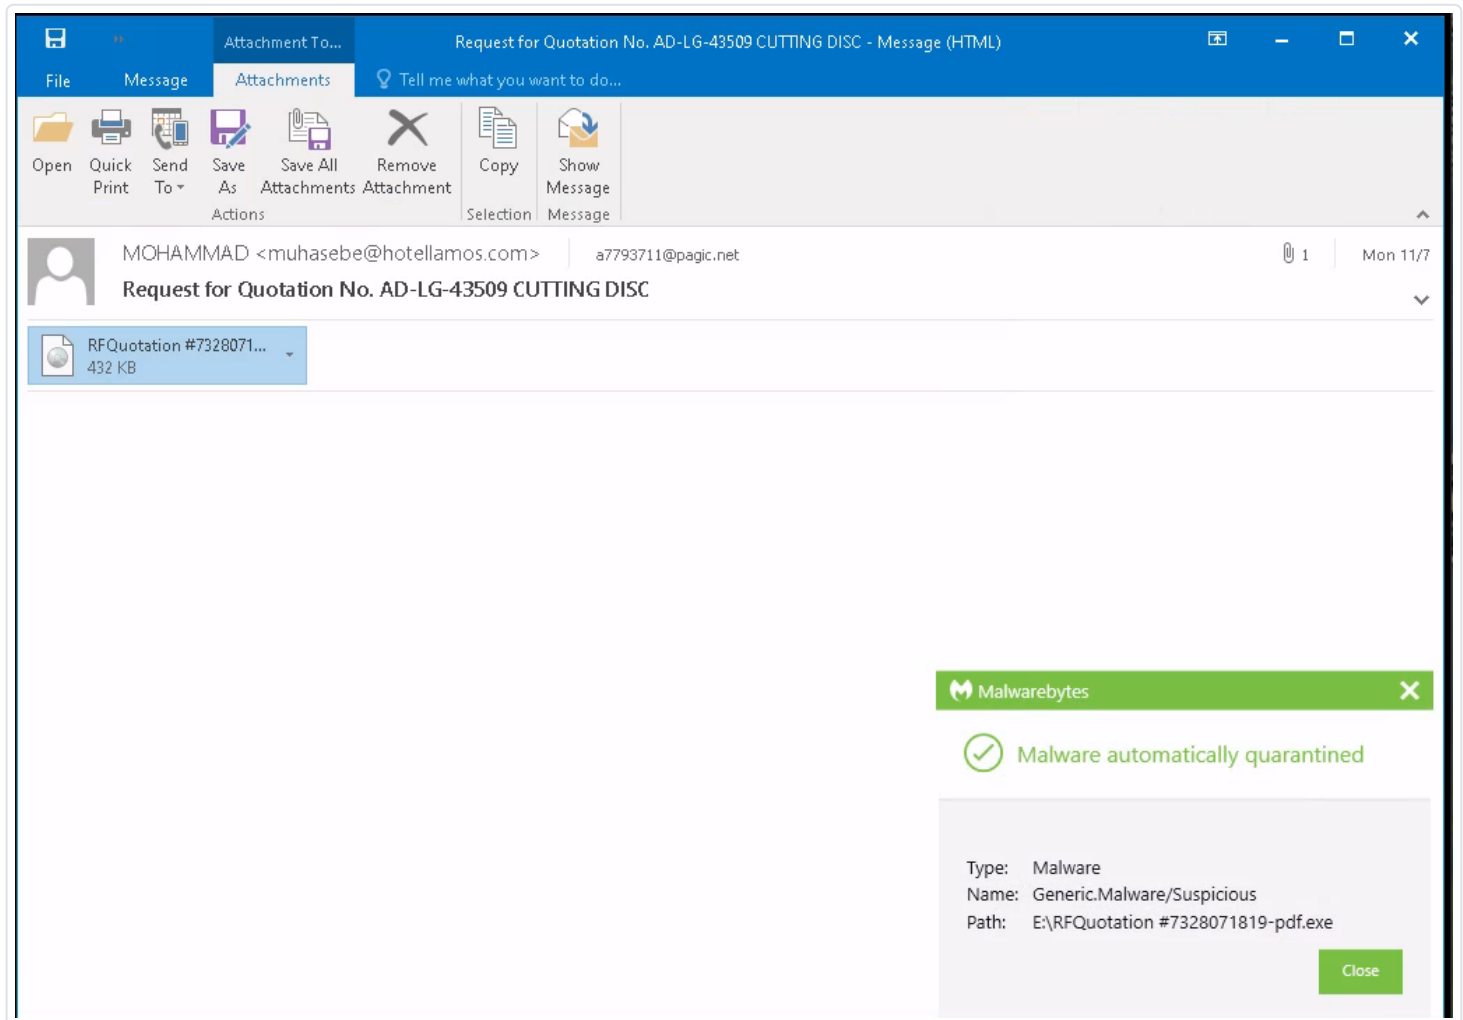 Attachment To...
Request for Quotation No. AD-LG-43509 CUTTING DISC - Message (HTML)
File
Message
Attachments
Tell me what you want to do...
Open
Quick Print
Send To
Save As
Save All Attachments
Remove Attachment
Copy
Show Message
Actions
Selection
Message
MOHAMMAD <muhasebe@hotellamos.com>
a7793711@pagic.net
1
Mon 11/7
Request for Quotation No. AD-LG-43509 CUTTING DISC
RFQuotation #7328071...
432 KB
Malwarebytes
Malware automatically quarantined
Type: Malware
Name: Generic.Malware/Suspicious
Path: E:\RFQuotation #7328071819-pdf.exe
Close